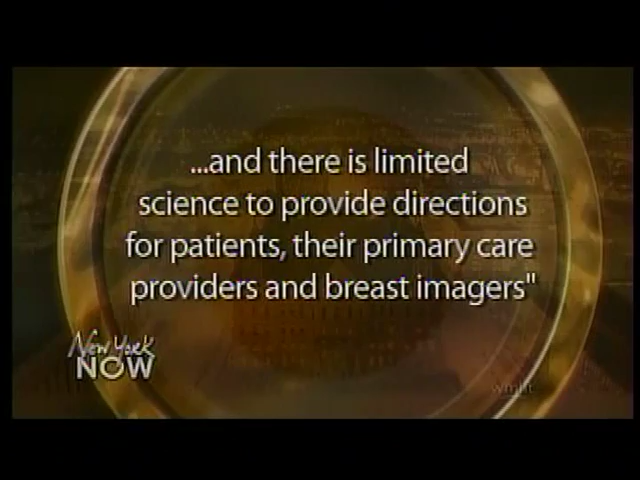 ...and there is limited
science to provide directions
for patients, their primary care
providers and breast imagers"
New York
NOW
wmht